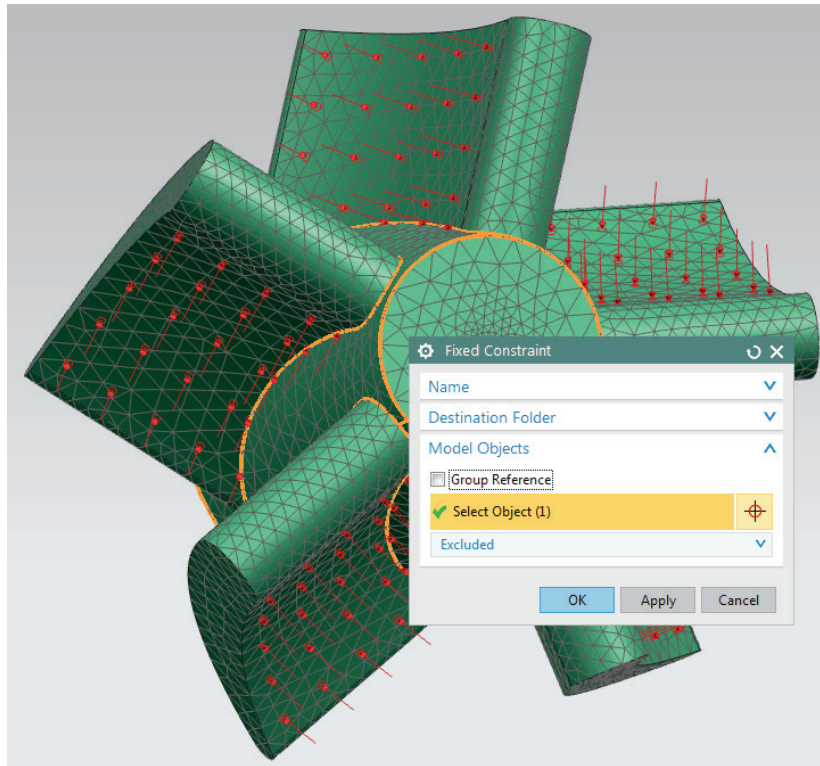 Fixed Constraint
Name
Destination Folder
Model Objects
Group Reference
Select Object (1)
Excluded
OK Apply Cancel